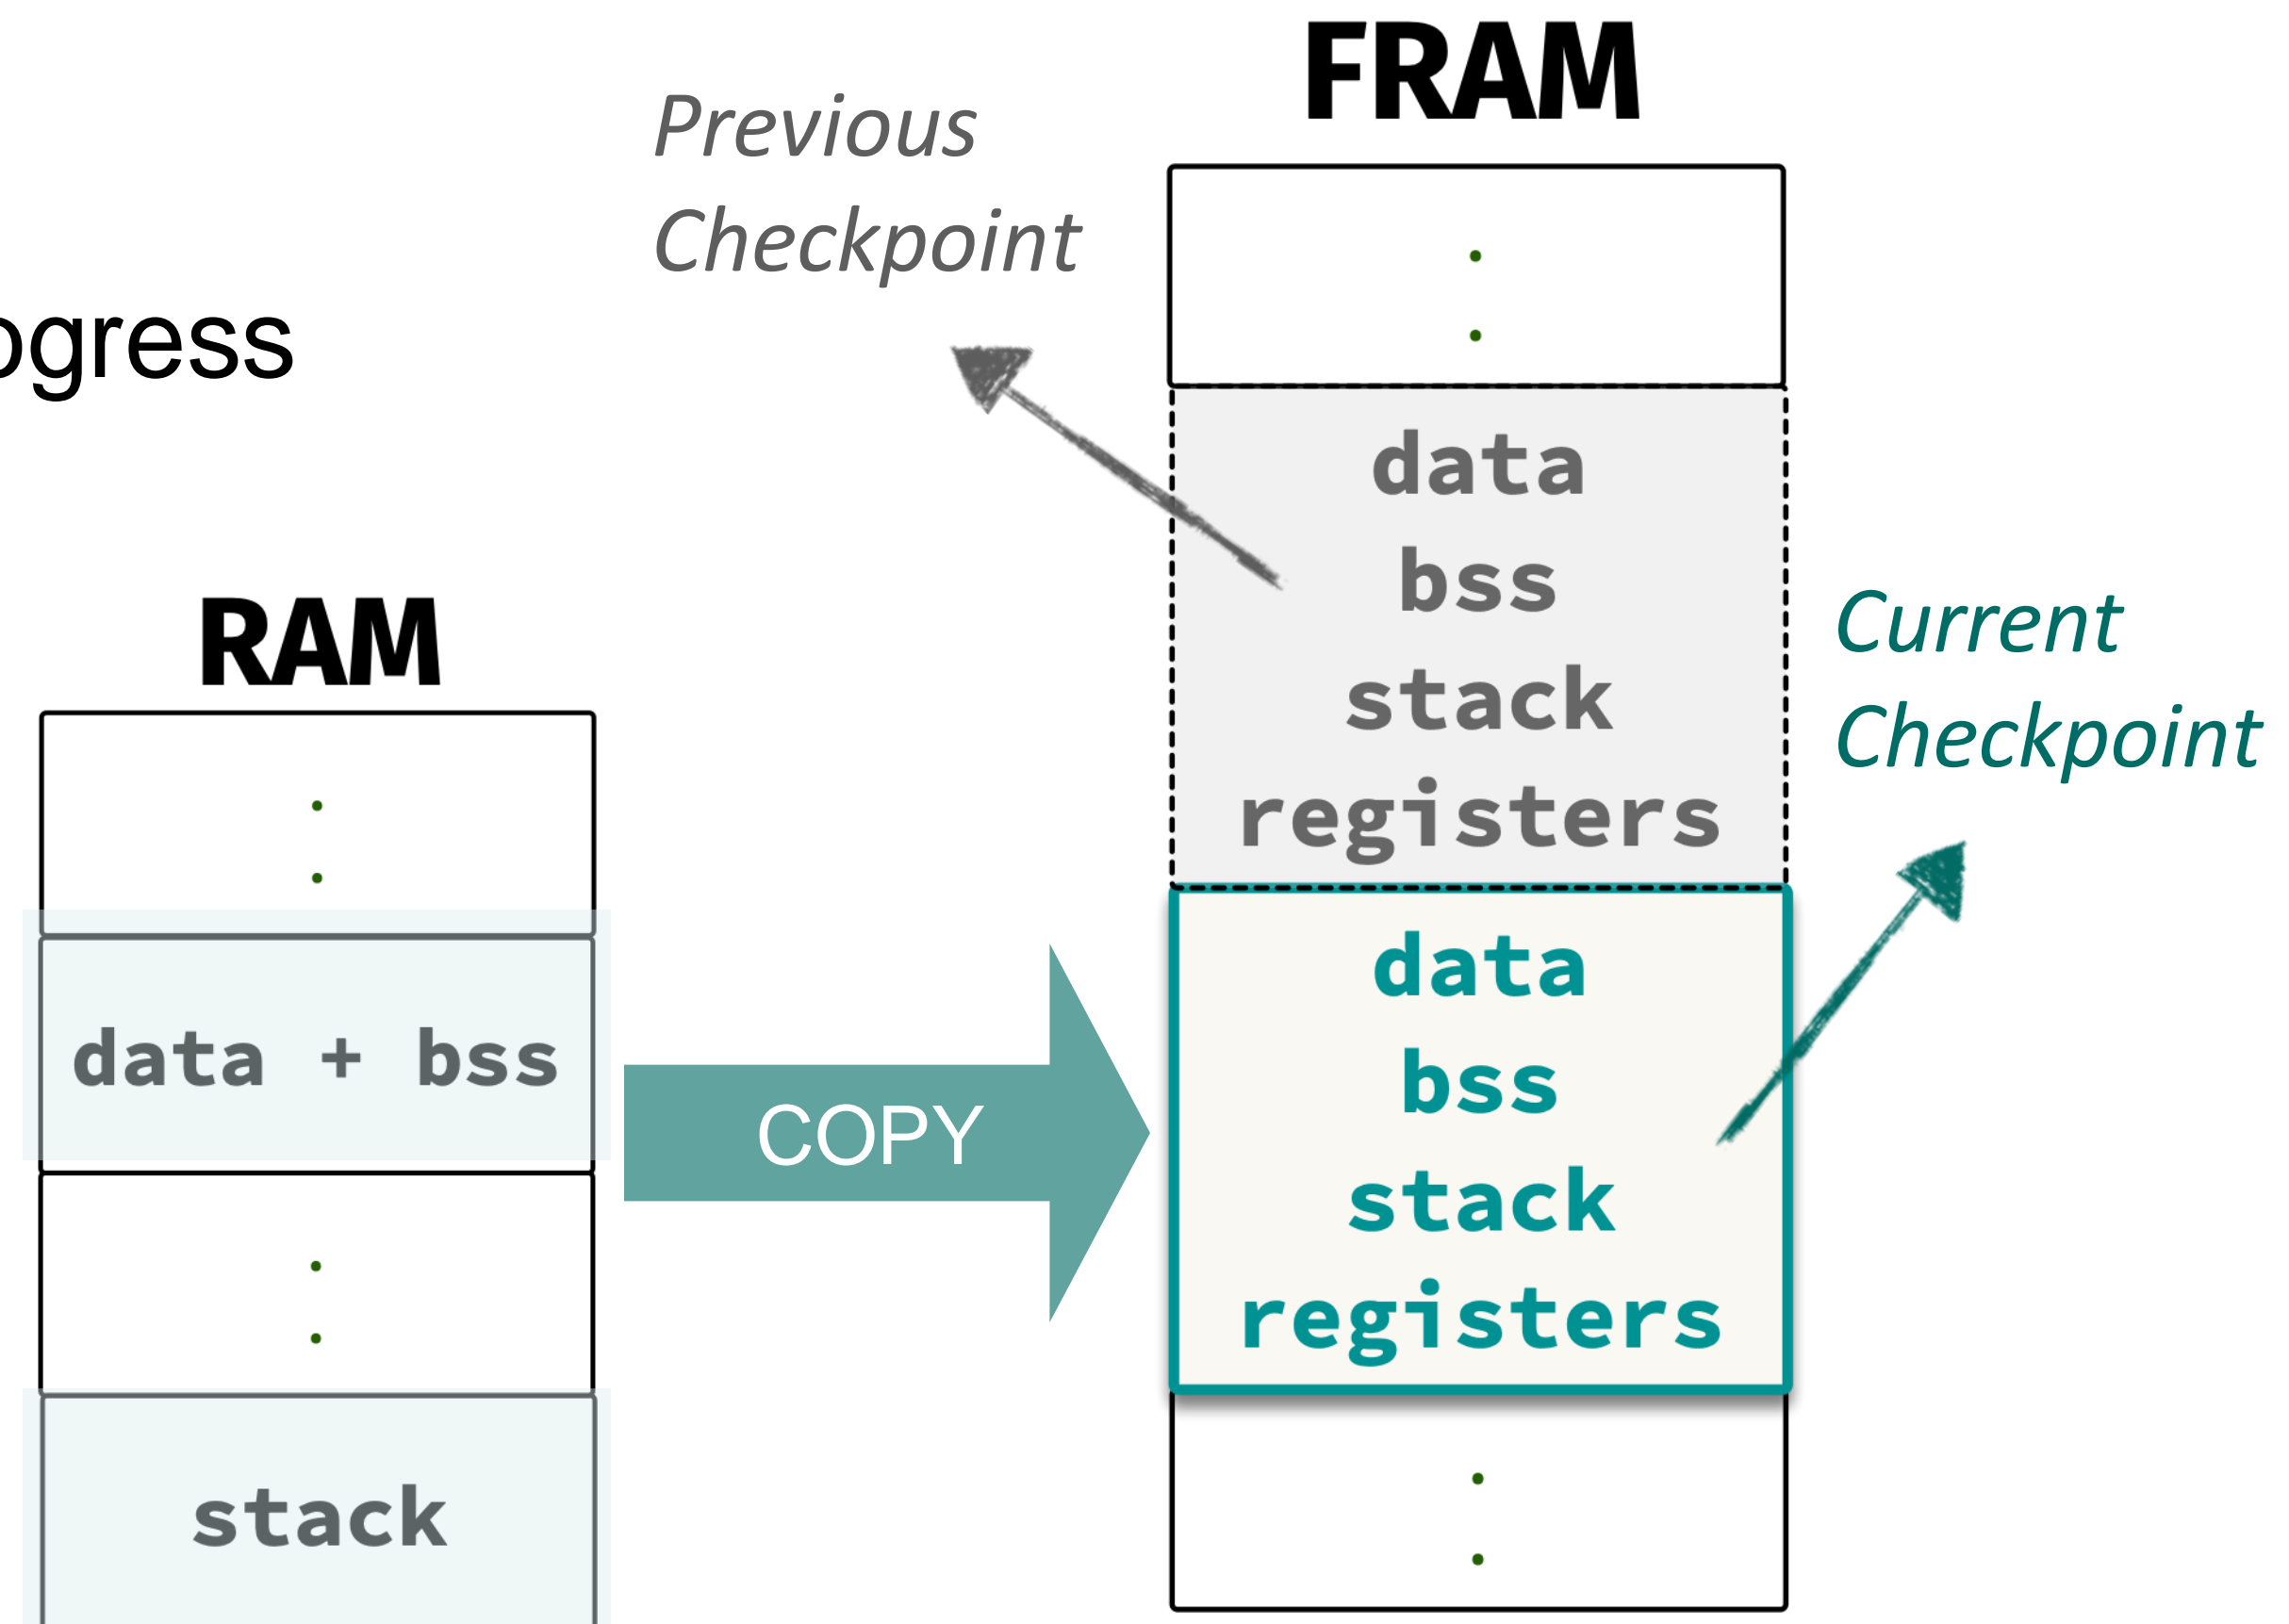 FRAM
Previous
Checkpoint
ogress
data
bss
stack
registers
RAM
Current
Checkpoint
data + bss
COPY
data
bss
stack
registers
stack